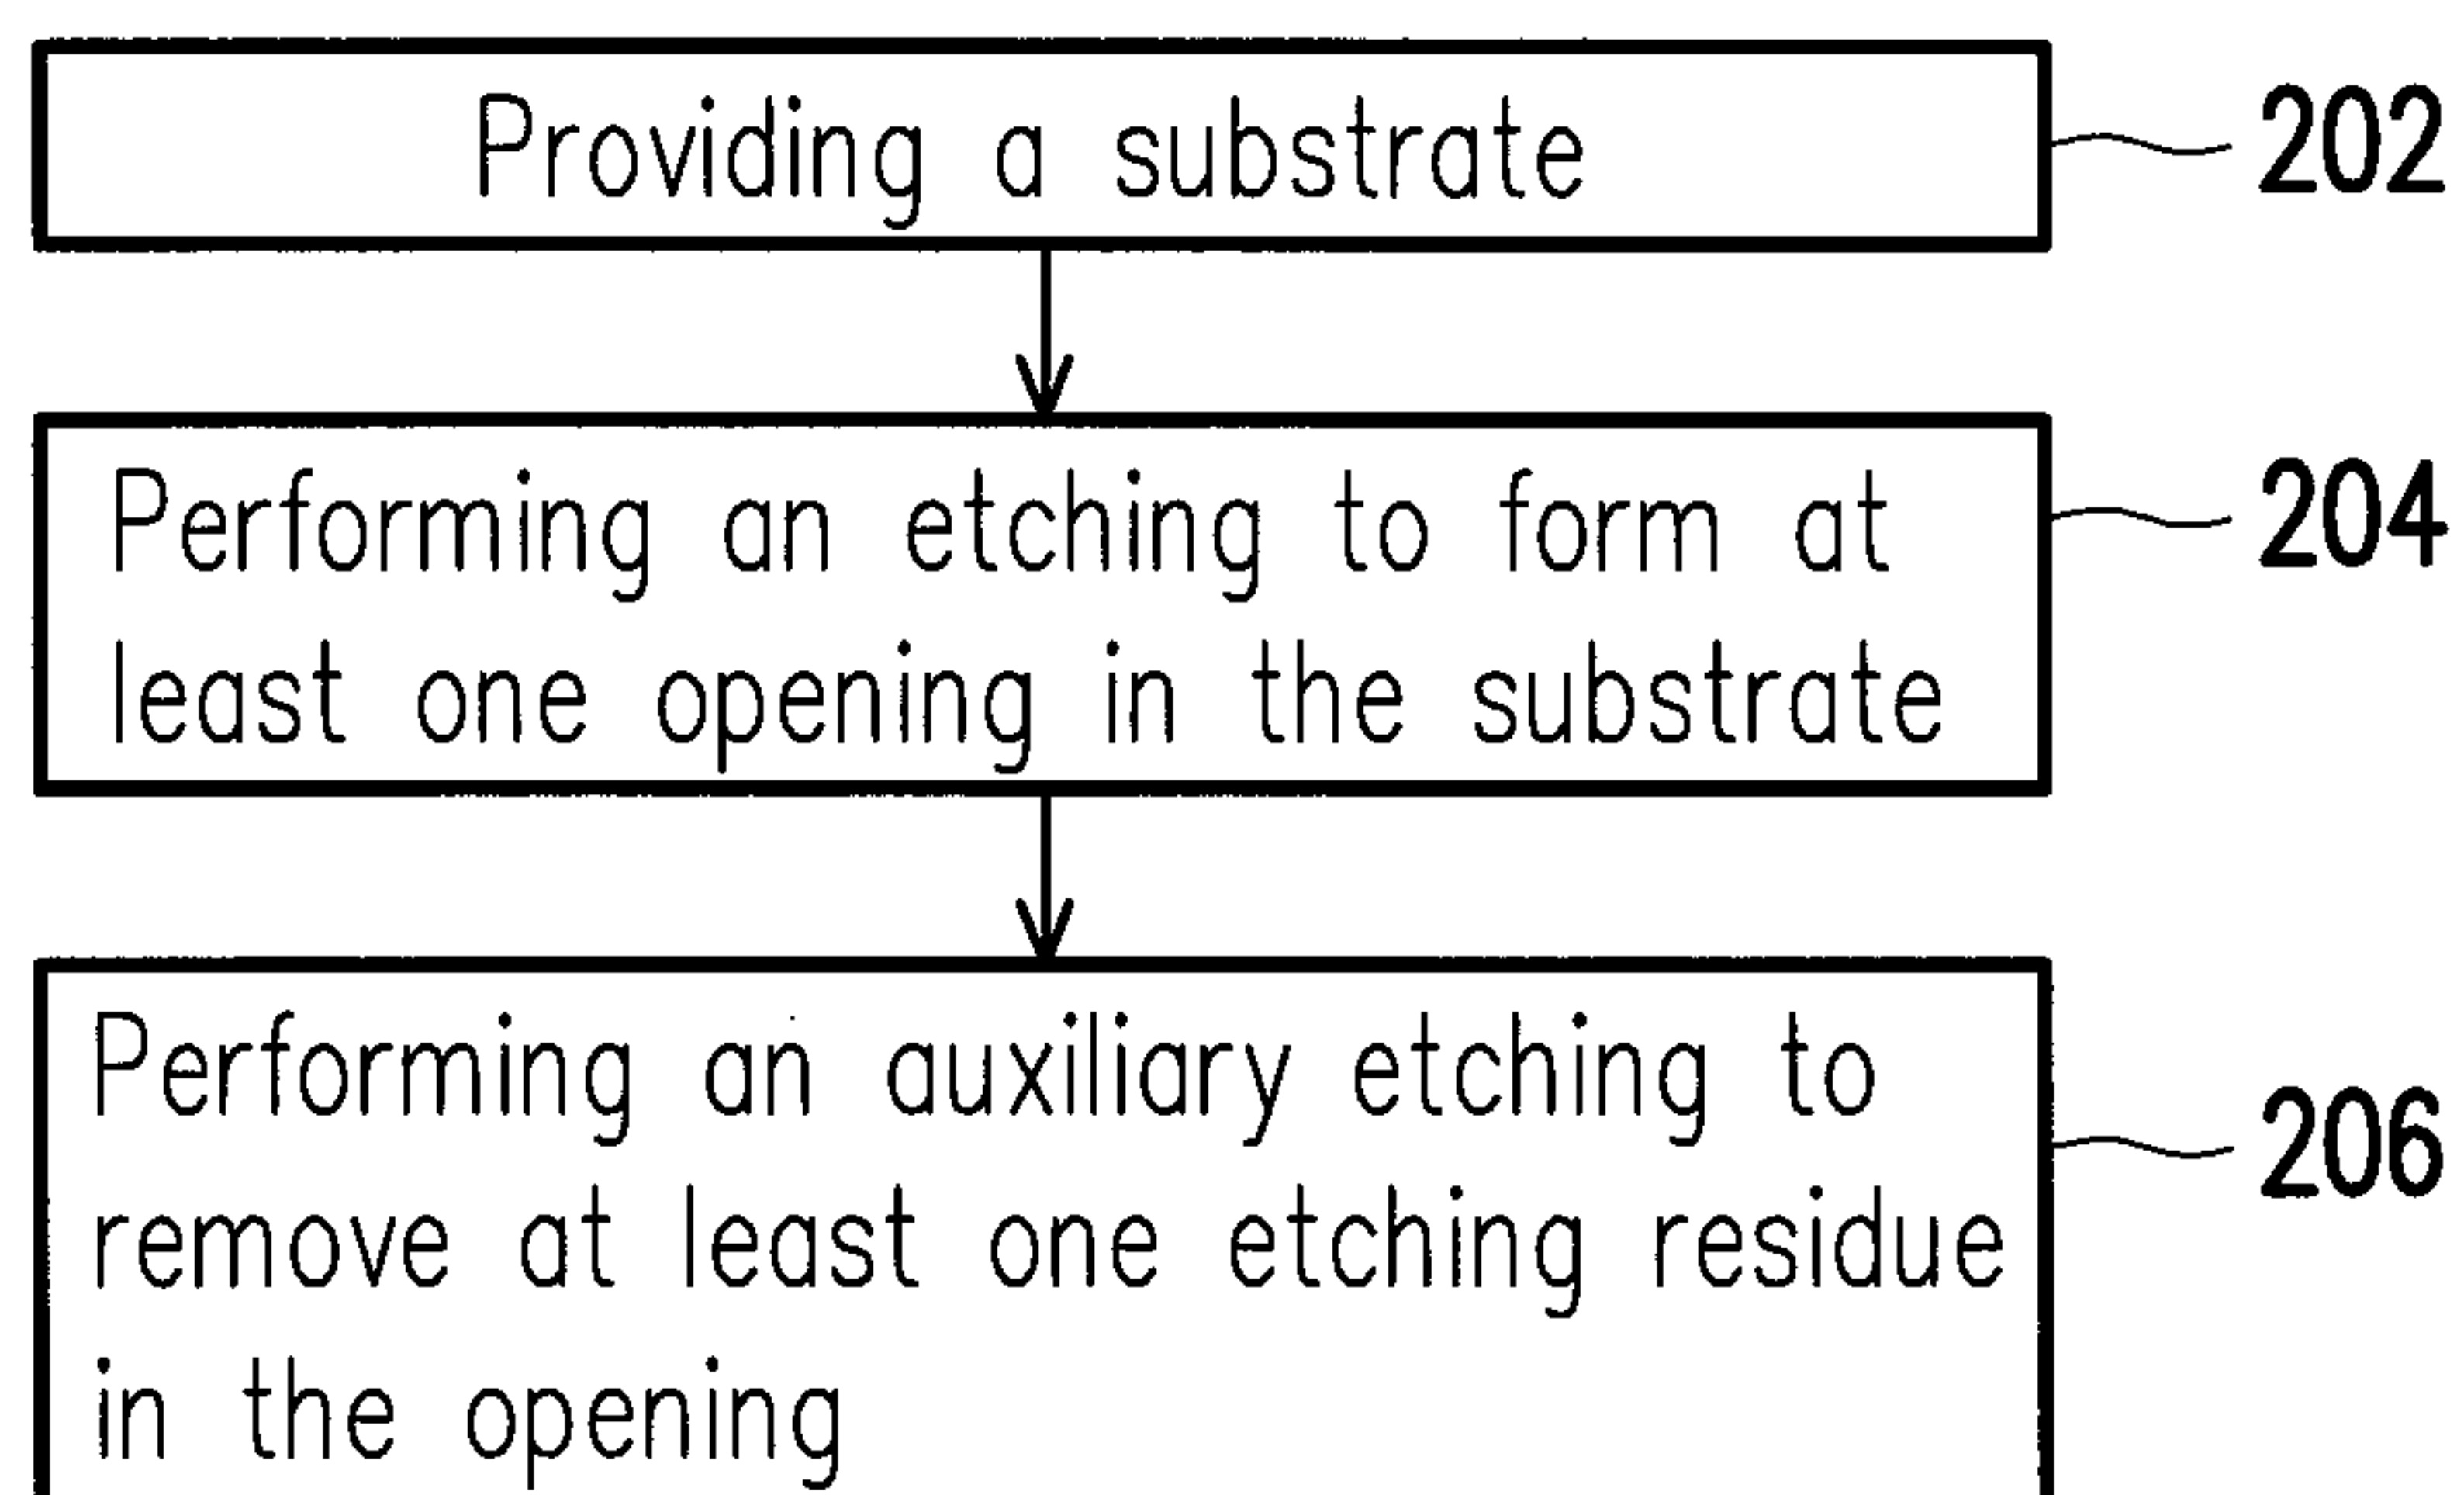 Providing a substrate
202
Performing an etching to form at
least one opening in the substrate
204
Performing an auxiliary etching to
remove at least one etching residue
in the opening
206